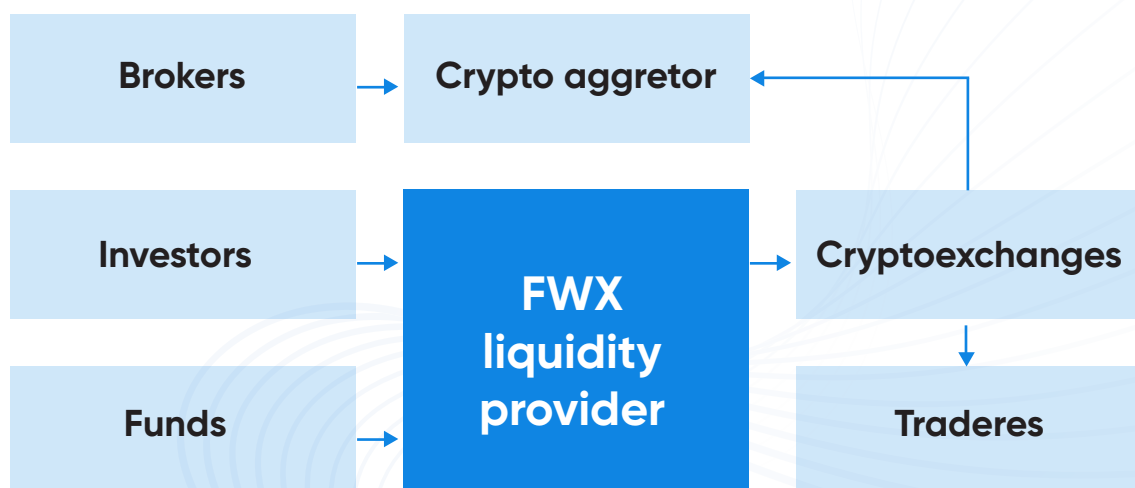 Brokers
Crypto aggretor
Investors
FWX
liquidity
provider
Cryptoexchanges
Funds
Traderes